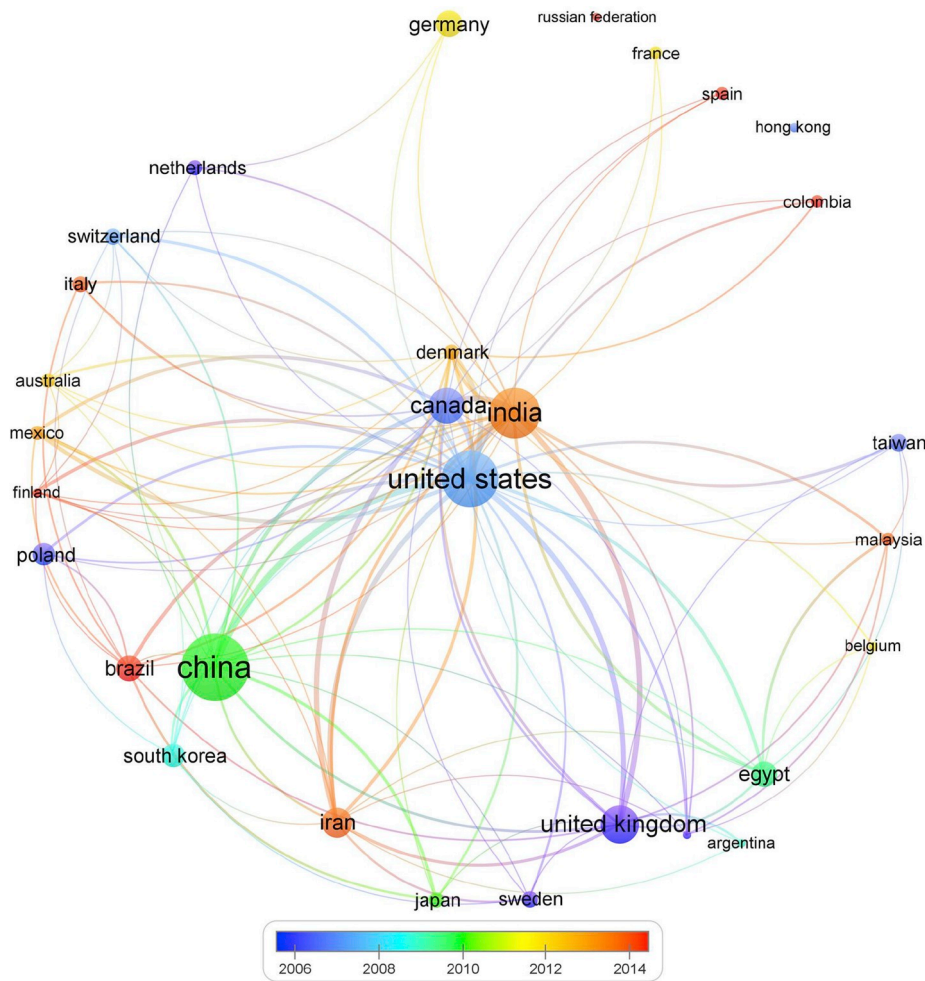 germany
russian federation
france
spain
hong kong
netherlands
colombia
switzerland
italy
denmark
australia
canada
india
mexico
taiwan
united states
finland
malaysia
poland
belgium
brazil
china
south korea
egypt
iran
united kingdom
argentina
japan
sweden
2006 2008 2010 2012 2014